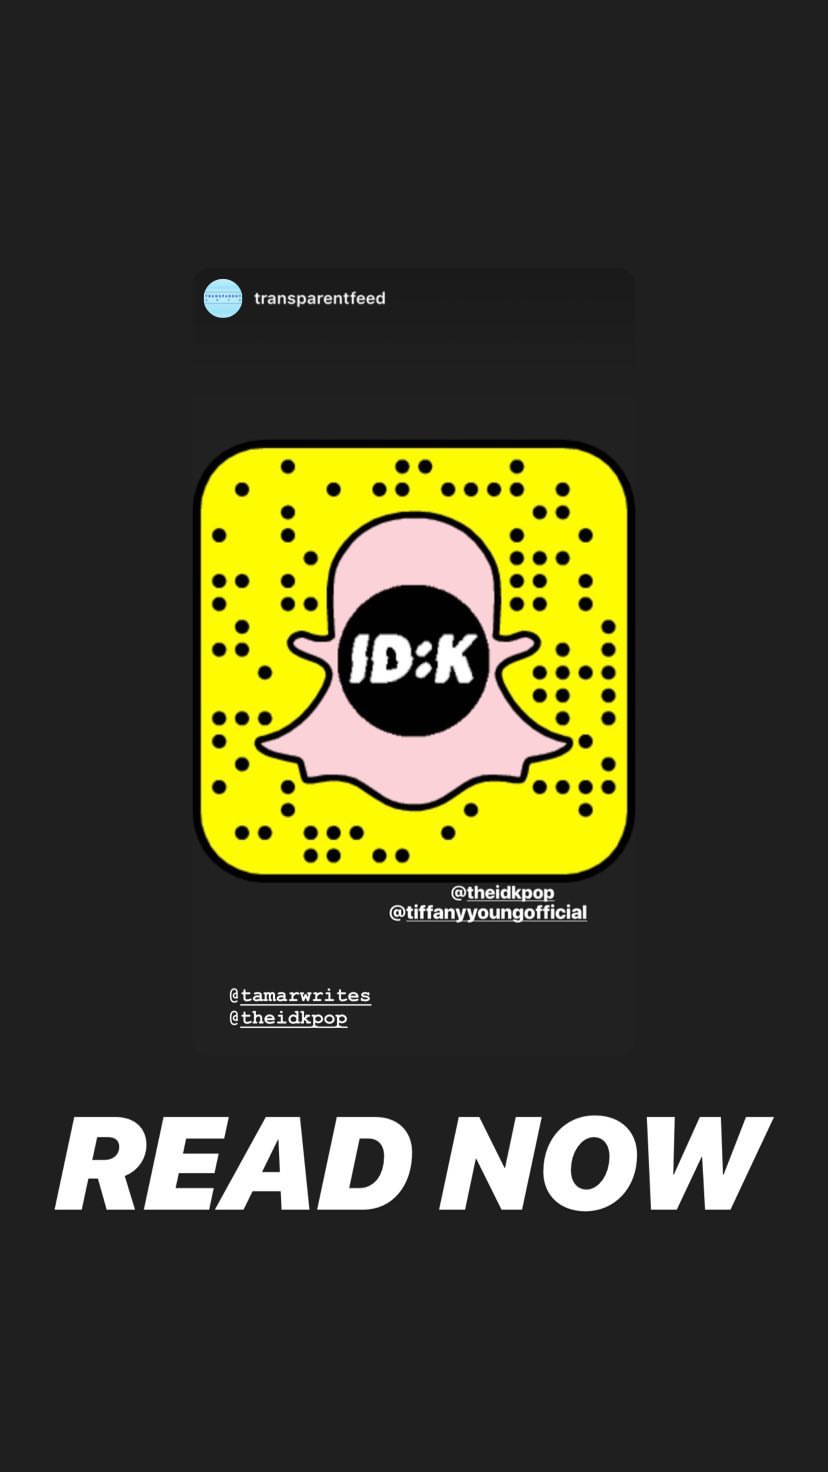 transparentfeed
ID:K
@theidkpop
@tiffanyyoungofficial
@tamarwrites
@theidkpop
READ NOW